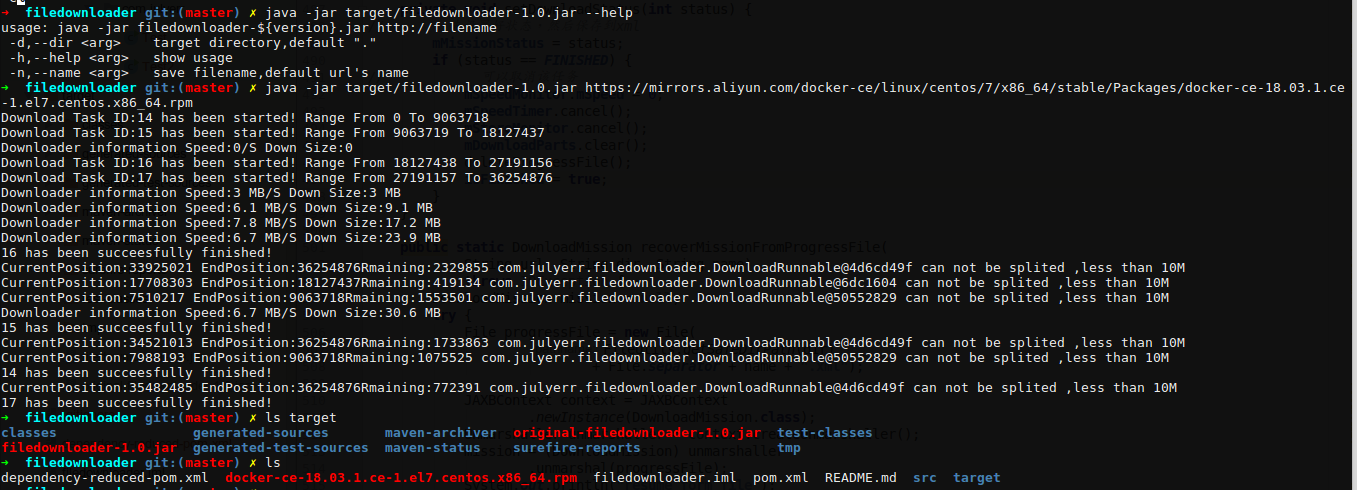 ➜  filedownloader git:(master) ✗ java -jar target/filedownloader-1.0.jar --help
usage: java -jar filedownloader-${version}.jar http://filename
 -d,--dir <arg>    target directory,default "."
 -h,--help <arg>   show usage
 -n,--name <arg>   save filename,default url's name
➜  filedownloader git:(master) ✗ java -jar target/filedownloader-1.0.jar https://mirrors.aliyun.com/docker-ce/linux/centos/7/x86_64/stable/Packages/docker-ce-18.03.1.ce
-1.el7.centos.x86_64.rpm
Download Task ID:14 has been started! Range From 0 To 9063718
Download Task ID:15 has been started! Range From 9063719 To 18127437
Downloader information Speed:0/S Down Size:0
Download Task ID:16 has been started! Range From 18127438 To 27191156
Download Task ID:17 has been started! Range From 27191157 To 36254876
Downloader information Speed:3 MB/S Down Size:3 MB
Downloader information Speed:6.1 MB/S Down Size:9.1 MB
Downloader information Speed:7.8 MB/S Down Size:17.2 MB
Downloader information Speed:6.7 MB/S Down Size:23.9 MB
16 has been succeesfully finished!
CurrentPosition:33925021 EndPosition:36254876Rmaining:2329855 com.julyerr.filedownloader.DownloadRunnable@4d6cd49f can not be splited ,less than 10M
CurrentPosition:17708303 EndPosition:18127437Rmaining:419134 com.julyerr.filedownloader.DownloadRunnable@6dc1604 can not be splited ,less than 10M
CurrentPosition:7510217 EndPosition:9063718Rmaining:1553501 com.julyerr.filedownloader.DownloadRunnable@50552829 can not be splited ,less than 10M
Downloader information Speed:6.7 MB/S Down Size:30.6 MB
15 has been succeesfully finished!
CurrentPosition:34521013 EndPosition:36254876Rmaining:1733863 com.julyerr.filedownloader.DownloadRunnable@4d6cd49f can not be splited ,less than 10M
CurrentPosition:7988193 EndPosition:9063718Rmaining:1075525 com.julyerr.filedownloader.DownloadRunnable@50552829 can not be splited ,less than 10M
14 has been succeesfully finished!
CurrentPosition:35482485 EndPosition:36254876Rmaining:772391 com.julyerr.filedownloader.DownloadRunnable@4d6cd49f can not be splited ,less than 10M
17 has been succeesfully finished!
➜  filedownloader git:(master) ✗ ls target
classes                 generated-sources       maven-archiver  original-filedownloader-1.0.jar  test-classes
filedownloader-1.0.jar  generated-test-sources  maven-status    surefire-reports                 tmp
➜  filedownloader git:(master) ✗ ls
dependency-reduced-pom.xml  docker-ce-18.03.1.ce-1.el7.centos.x86_64.rpm  filedownloader.iml  pom.xml  README.md  src  target